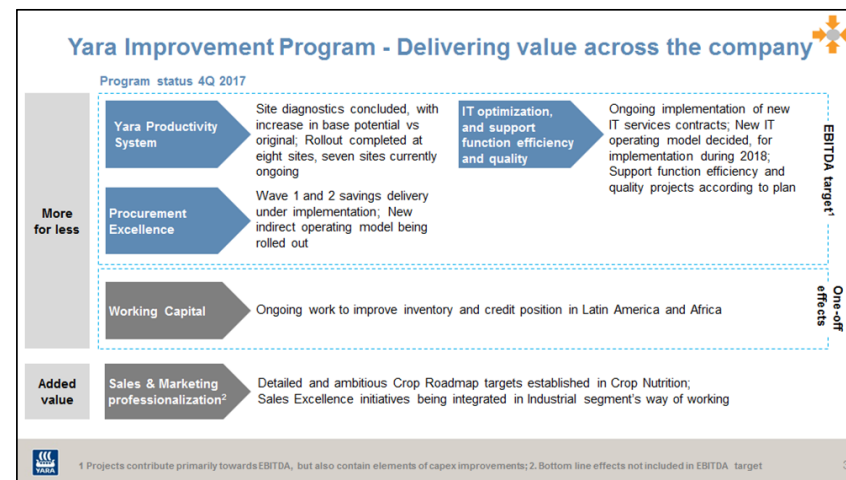 Yara Improvement Program - Delivering value across the company
Program status 4Q 2017
More
for less
Yara Productivity
System
Site diagnostics concluded, with
increase in base potential vs
original; Rollout completed at
eight sites, seven sites currently
ongoing
IT optimization,
and support
function efficiency
and quality
Ongoing implementation of new
IT services contracts; New IT
operating model decided, for
implementation during 2018;
Support function efficiency and
quality projects according to plan
EBITDA target¹
Procurement
Excellence
Wave 1 and 2 savings delivery
under implementation; New
indirect operating model being
rolled out
Working Capital
Ongoing work to improve inventory and credit position in Latin America and Africa
One-off
effects
Added
value
Sales & Marketing
professionalization²
Detailed and ambitious Crop Roadmap targets established in Crop Nutrition;
Sales Excellence initiatives being integrated in Industrial segment's way of working
YARA
1 Projects contribute primarily towards EBITDA, but also contain elements of capex improvements; 2. Bottom line effects not included in EBITDA target